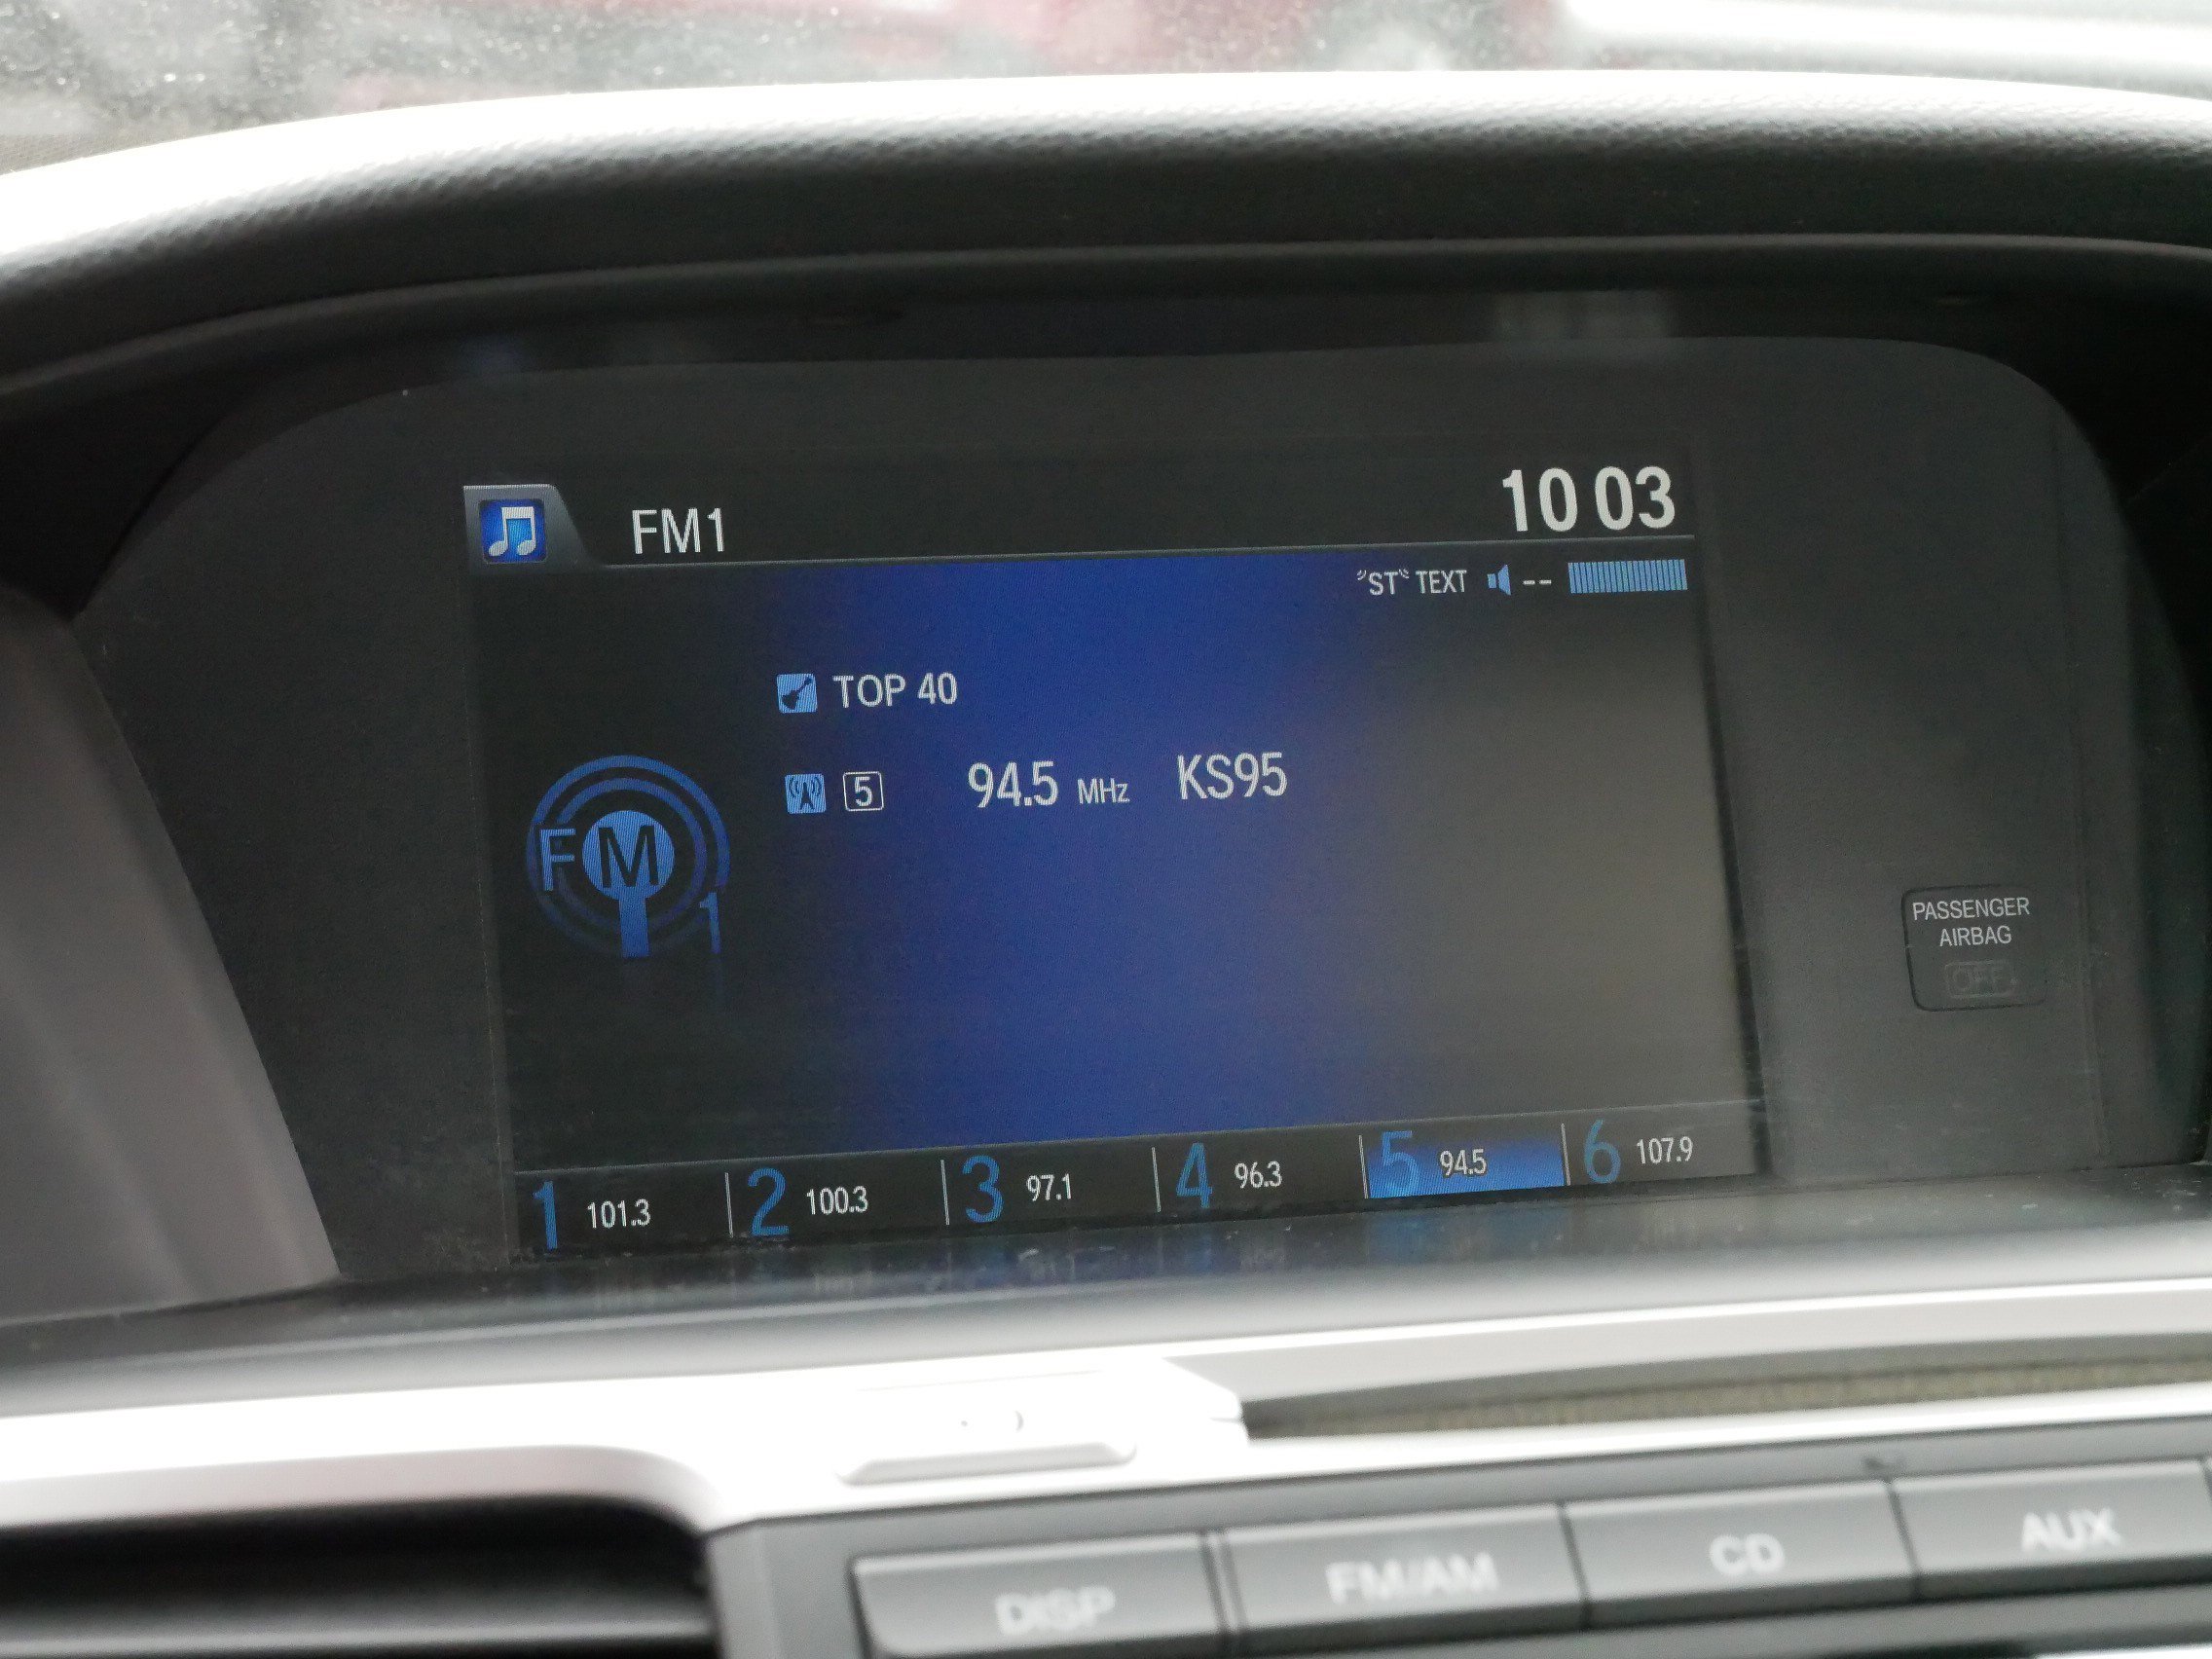 FM1
10 03
ST TEXT --
TOP 40
5 94.5 MHz KS95
FM
1
PASSENGER
AIRBAG
OFF
1 101.3 2 100.3 3 97.1 4 96.3 5 94.5 6 107.9
DISP FM/AM CD AUX